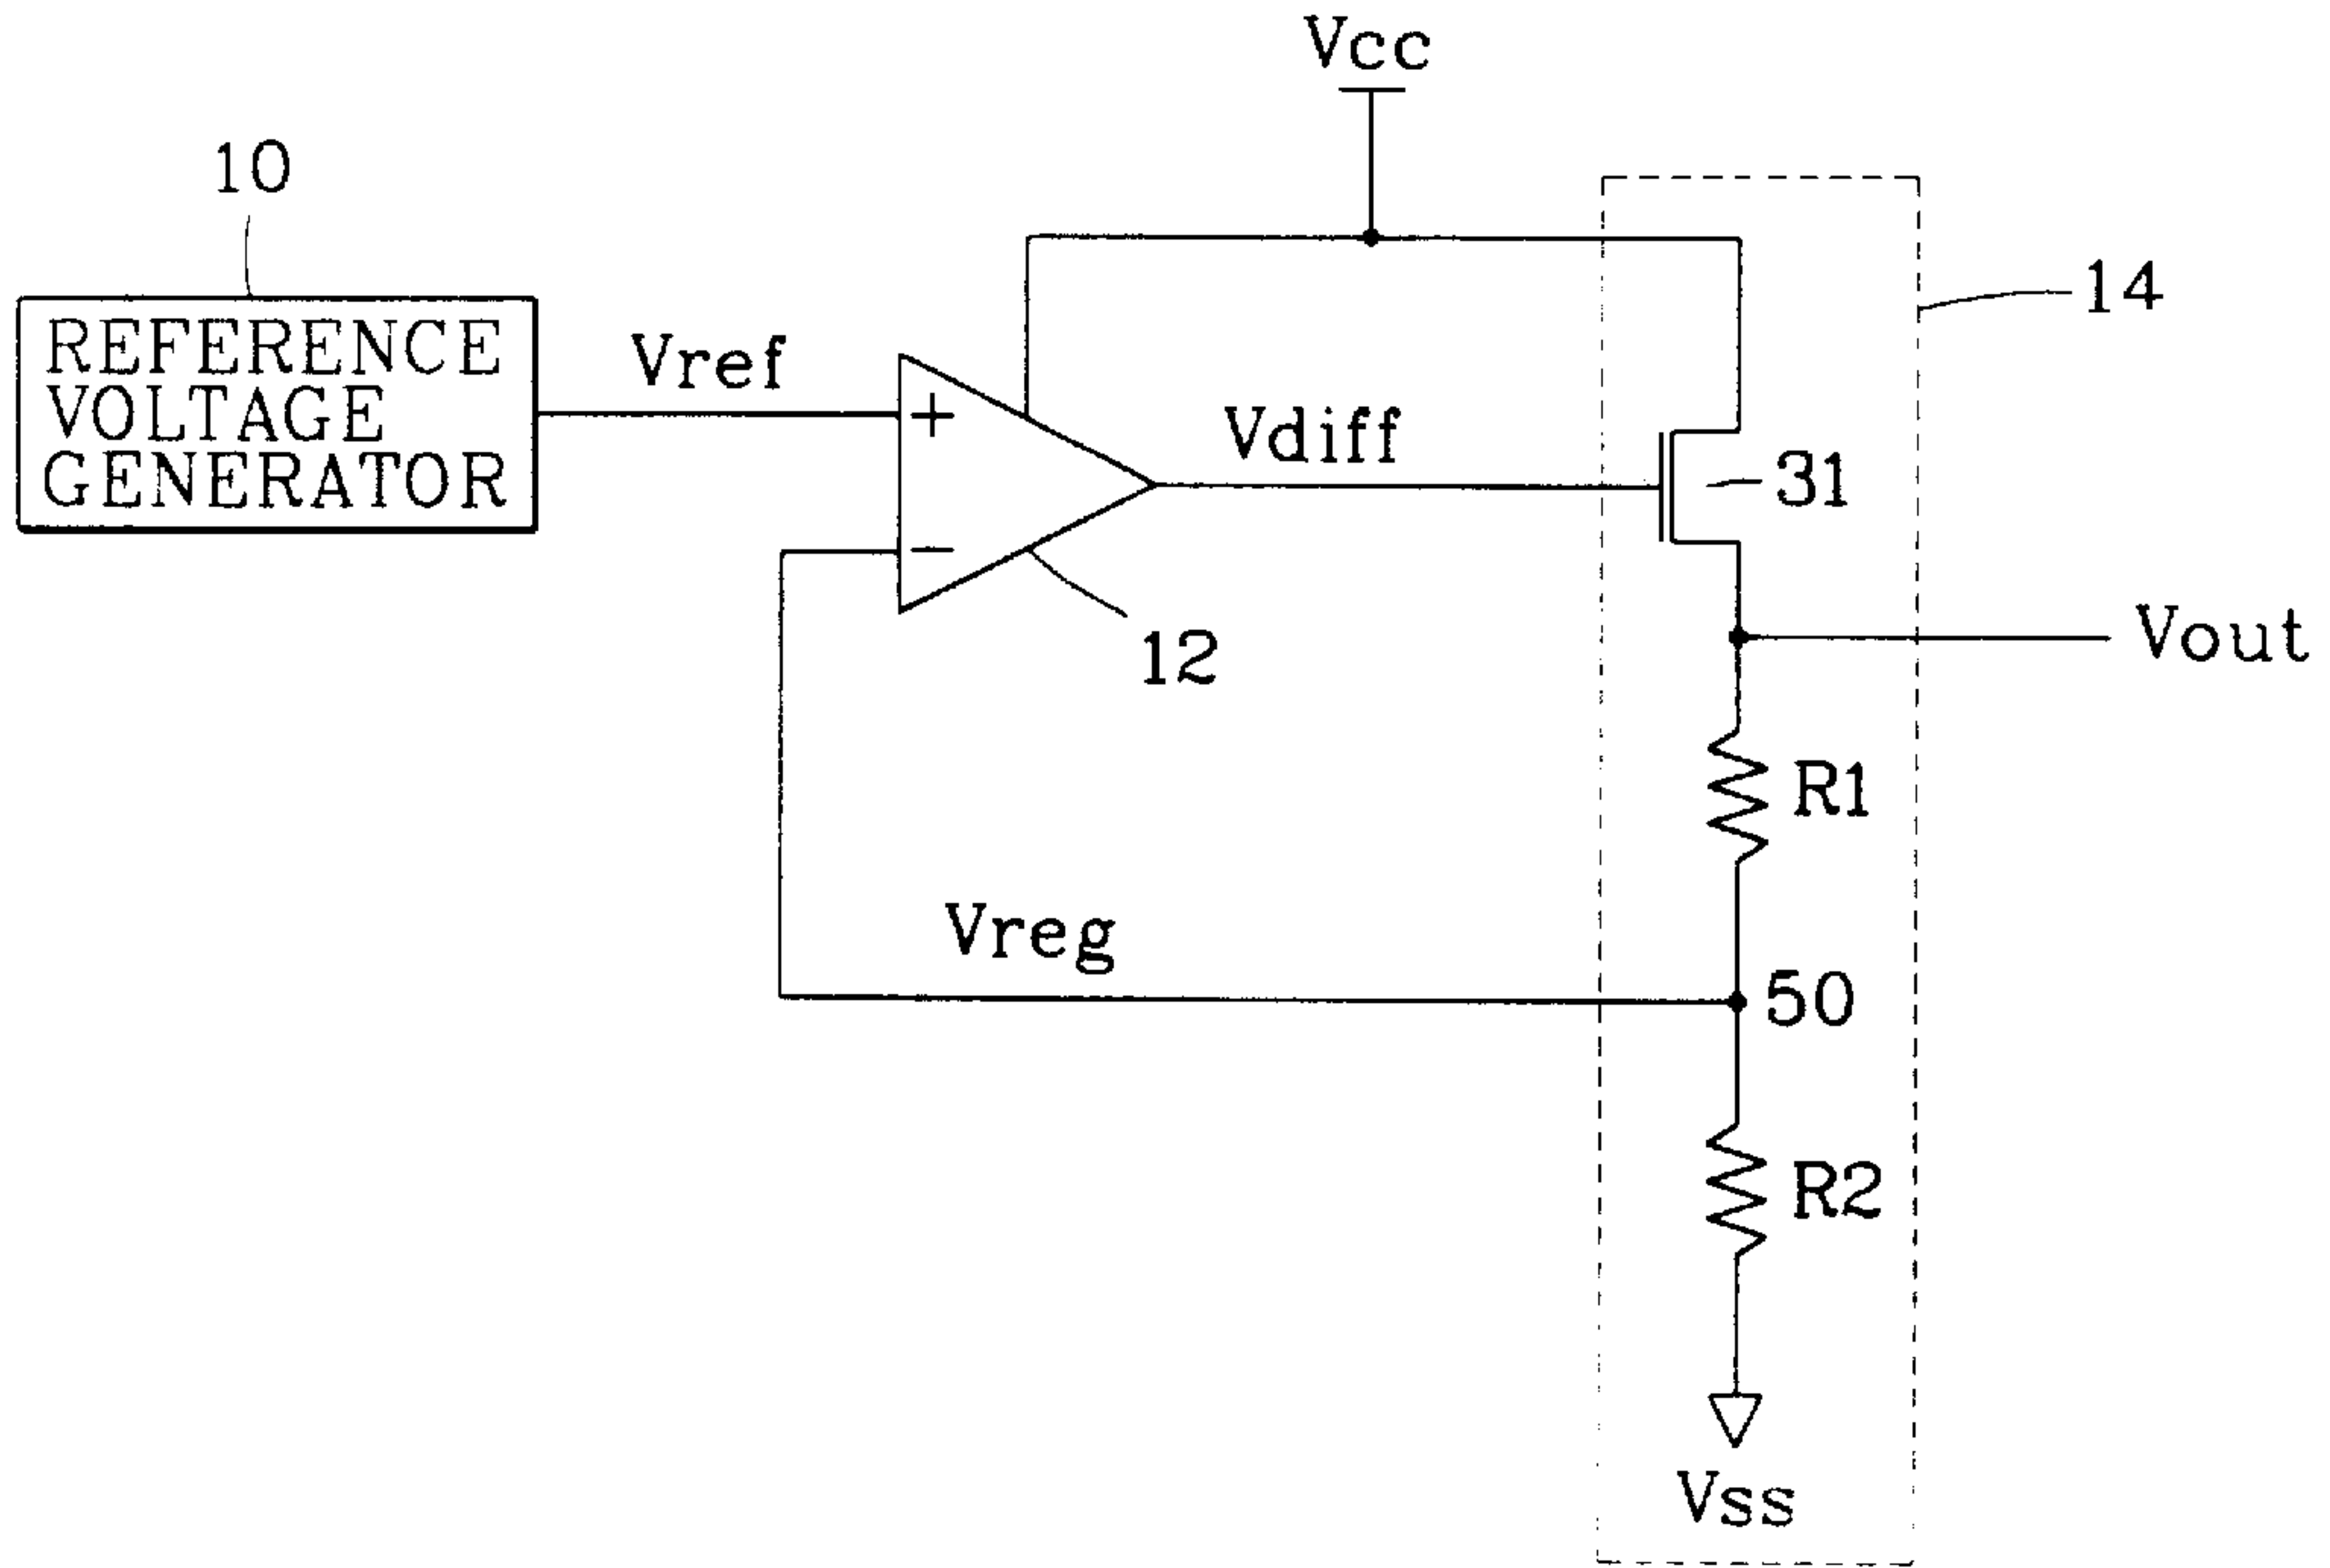 Vcc
10
14
REFERENCE
VOLTAGE
GENERATOR
Vref
+
Vdiff
31
−
12
Vout
R1
Vreg
50
R2
Vss